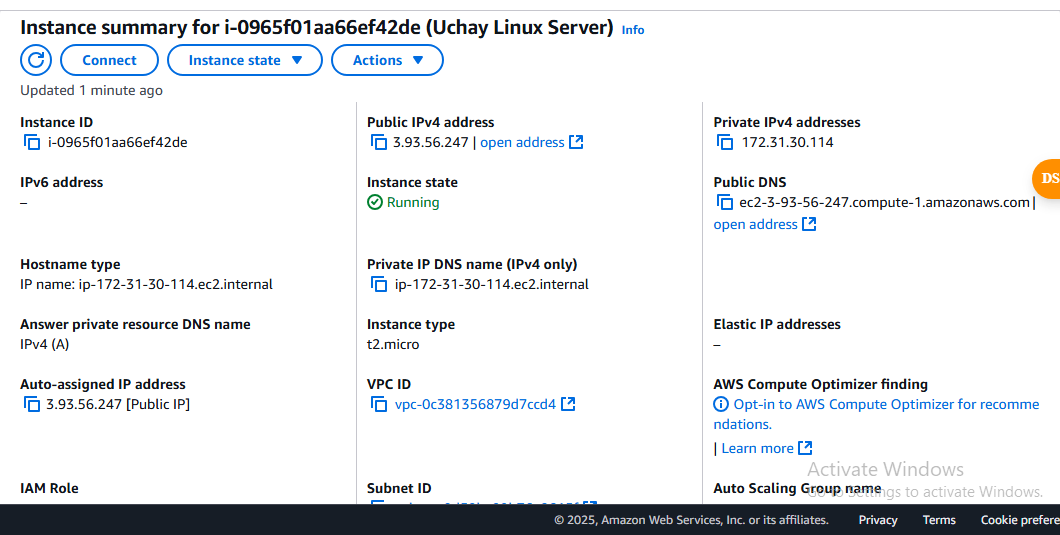 Instance summary for i-0965f01aa66ef42de (Uchay Linux Server) Info
Connect Instance state Actions
Updated 1 minute ago
Instance ID
i-0965f01aa66ef42de
Public IPv4 address
3.93.56.247 | open address
Private IPv4 addresses
172.31.30.114
IPv6 address
–
Instance state
Running
Public DNS
ec2-3-93-56-247.compute-1.amazonaws.com |
open address
DS
Hostname type
IP name: ip-172-31-30-114.ec2.internal
Private IP DNS name (IPv4 only)
ip-172-31-30-114.ec2.internal
Answer private resource DNS name
IPv4 (A)
Instance type
t2.micro
Elastic IP addresses
–
Auto-assigned IP address
3.93.56.247 [Public IP]
VPC ID
vpc-0c381356879d7ccd4
AWS Compute Optimizer finding
Opt-in to AWS Compute Optimizer for recomme
ndations.
| Learn more
IAM Role
Subnet ID
Auto Scaling Group name
Activate Windows
Go to Settings to activate Windows.
© 2025, Amazon Web Services, Inc. or its affiliates. Privacy Terms Cookie prefere